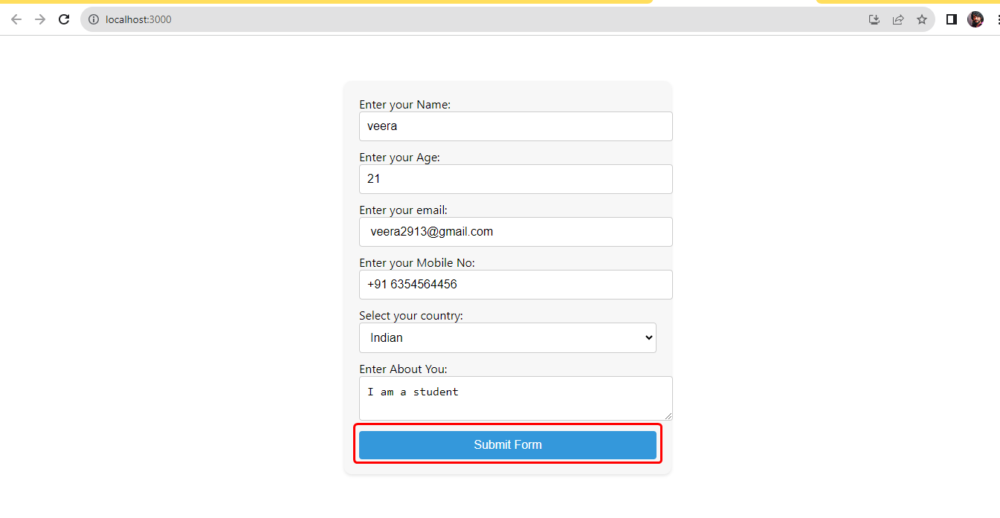 localhost:3000
Enter your Name:
veera
Enter your Age:
21
Enter your email:
veera2913@gmail.com
Enter your Mobile No:
+91 6354564456
Select your country:
Indian
Enter About You:
I am a student
Submit Form